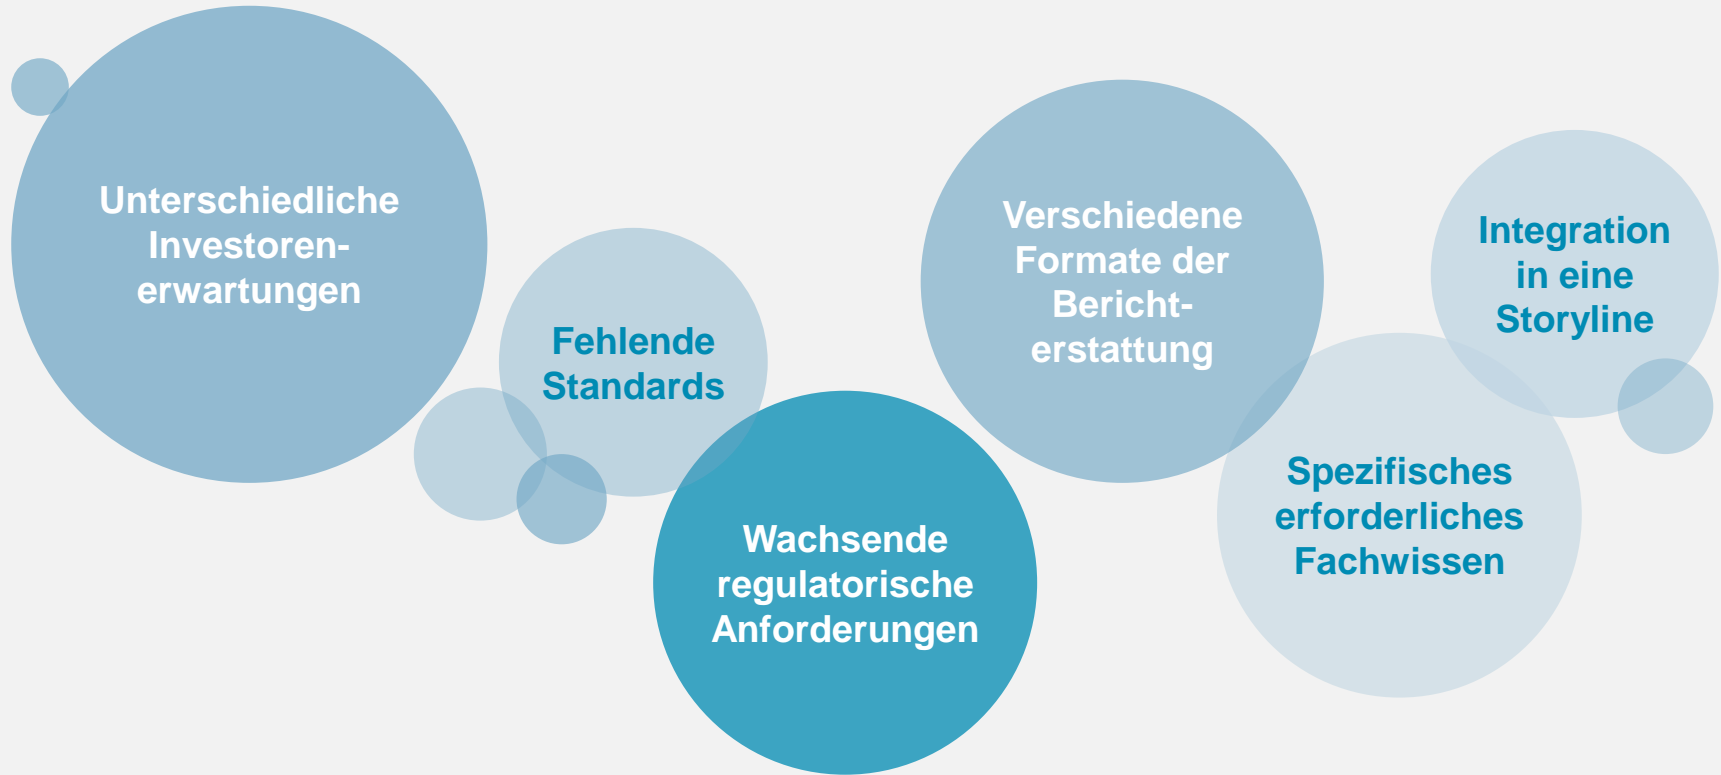 Unterschiedliche
Investoren-
erwartungen
Fehlende
Standards
Wachsende
regulatorische
Anforderungen
Verschiedene
Formate der
Bericht-
erstattung
Spezifisches
erforderliches
Fachwissen
Integration
in eine
Storyline